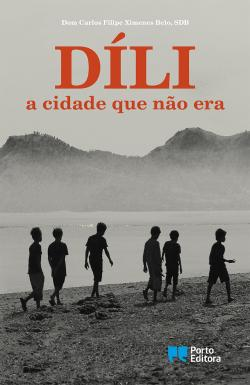 Dom Carlos Filipe Ximenes Belo, SDB
DÍLI
a cidade que não era
Porto
Editora